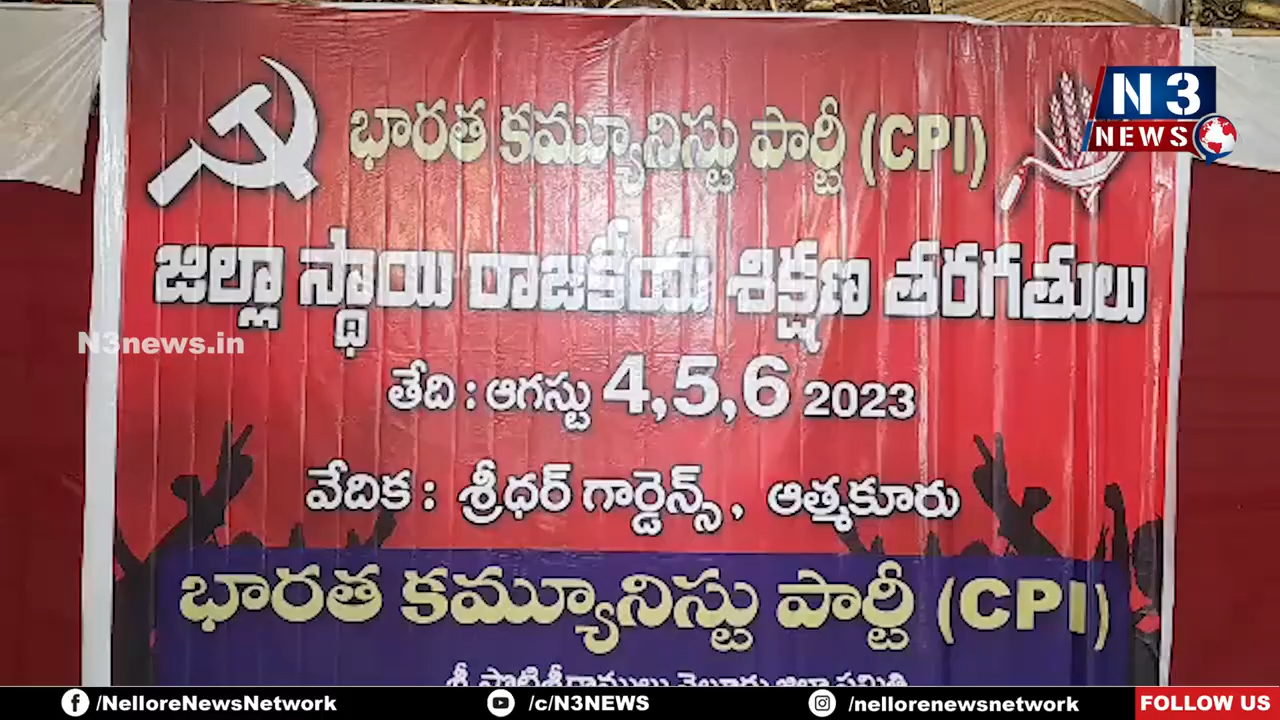 భారత కమ్యూనిస్టు పార్టీ (CPI)
N3
NEWS
జిల్లా స్థాయి రాజకీయ శిక్షణ తరగతులు
N3news.in
తేది : ఆగస్టు 4,5,6 2023
వేదిక : శ్రీధర్ గార్డెన్స్, ఆత్మకూరు
భారత కమ్యూనిస్టు పార్టీ (CPI)
శ్రీ పొట్టిశ్రీరాములు నెల్లూరు జిల్లా సమితి
/NelloreNewsNetwork /c/N3NEWS /nellorenewsnetwork FOLLOW US